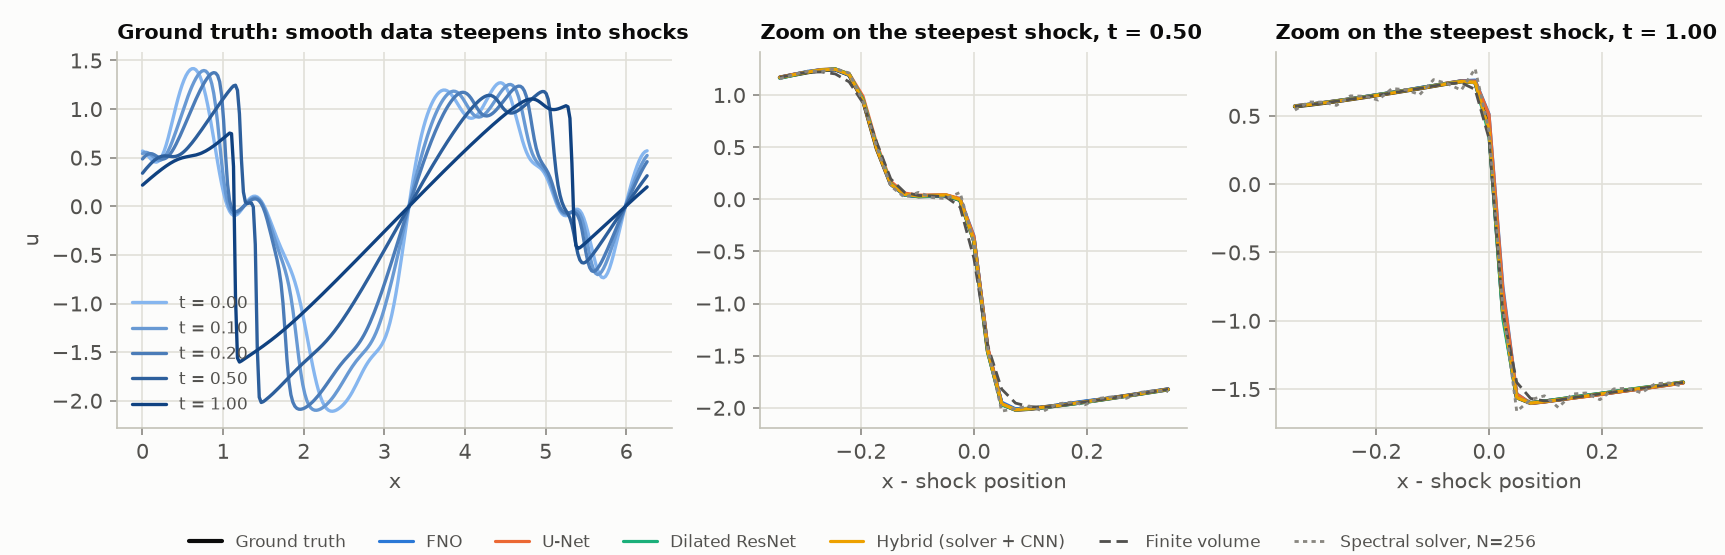 Ground truth: smooth data steepens into shocks
Zoom on the steepest shock, t = 0.50
Zoom on the steepest shock, t = 1.00
1.5
1.0
0.5
0.0
−0.5
−1.0
−1.5
−2.0
u
t = 0.00
t = 0.10
t = 0.20
t = 0.50
t = 1.00
0
1
2
3
4
5
6
x
1.0
0.5
0.0
−0.5
−1.0
−1.5
−2.0
−0.2
0.0
0.2
x - shock position
0.5
0.0
−0.5
−1.0
−1.5
−0.2
0.0
0.2
x - shock position
Ground truth
FNO
U-Net
Dilated ResNet
Hybrid (solver + CNN)
Finite volume
Spectral solver, N=256